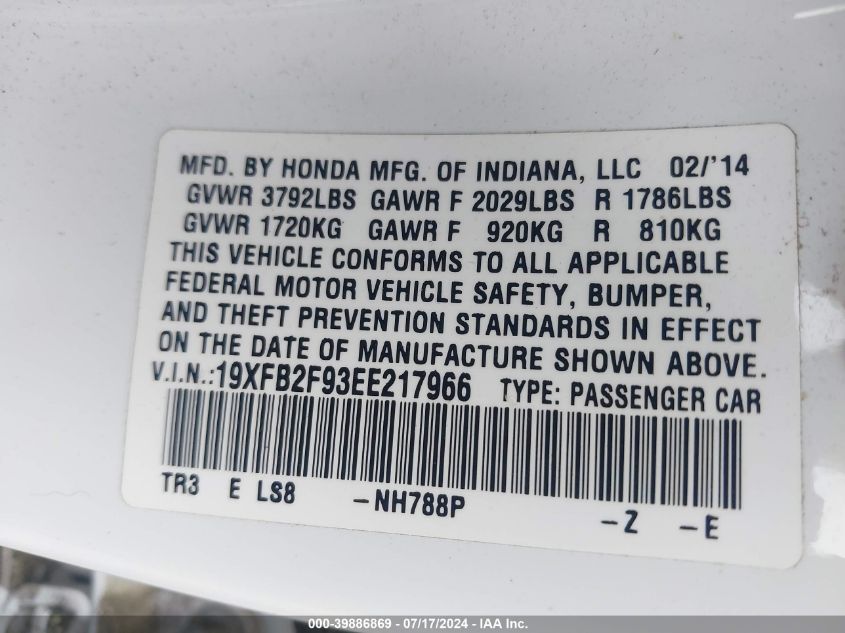 MFD. BY HONDA MFG. OF INDIANA, LLC 02/'14
GVWR 3792LBS GAWR F 2029LBS R 1786LBS
GVWR 1720KG GAWR F 920KG R 810KG
THIS VEHICLE CONFORMS TO ALL APPLICABLE
FEDERAL MOTOR VEHICLE SAFETY, BUMPER,
AND THEFT PREVENTION STANDARDS IN EFFECT
ON THE DATE OF MANUFACTURE SHOWN ABOVE.
V.I.N.:19XFB2F93EE217966 TYPE: PASSENGER CAR
TR3 E LS8 -NH788P -Z -E
000-39886869 - 07/17/2024 - IAA Inc.